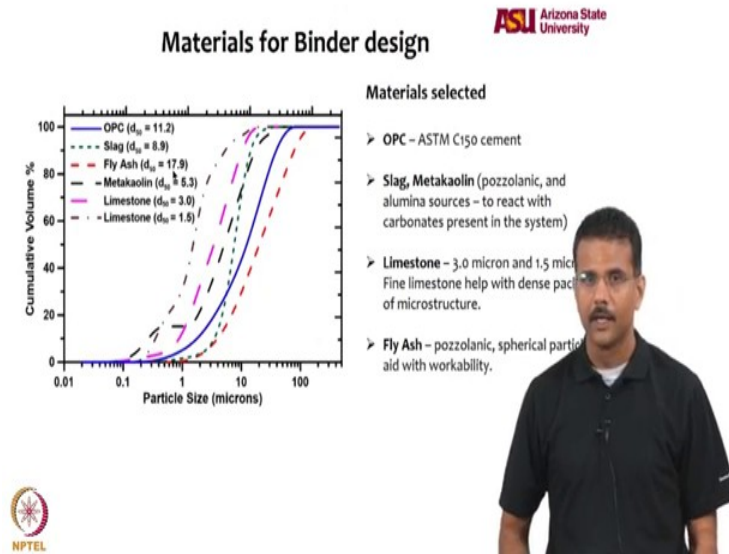 ASU Arizona State
University
Materials for Binder design
Materials selected
OPC – ASTM C150 cement
Slag, Metakaolin (pozzolanic, and
alumina sources – to react with
carbonates present in the system)
Limestone – 3.0 micron and 1.5
Fine limestone help with dense
of microstructure.
Fly Ash – pozzolanic, spherical
aid with workability.
Cumulative Volume %
100
80
60
40
20
0
OPC (d50 = 11.2)
Slag (d50 = 8.9)
Fly Ash (d50 = 17.9)
Metakaolin (d50 = 5.3)
Limestone (d50 = 3.0)
Limestone (d50 = 1.5)
0.01 0.1 1 10 100
Particle Size (microns)
NPTEL